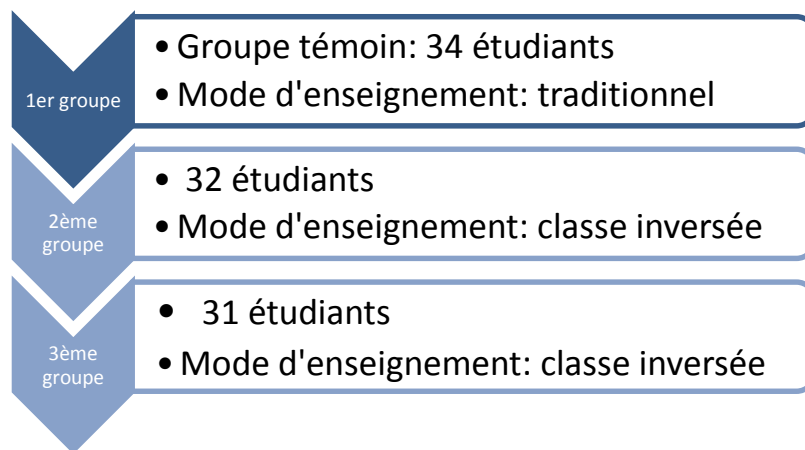 1er groupe
• Groupe témoin: 34 étudiants
• Mode d'enseignement: traditionnel
2ème
groupe
• 32 étudiants
• Mode d'enseignement: classe inversée
3ème
groupe
• 31 étudiants
• Mode d'enseignement: classe inversée